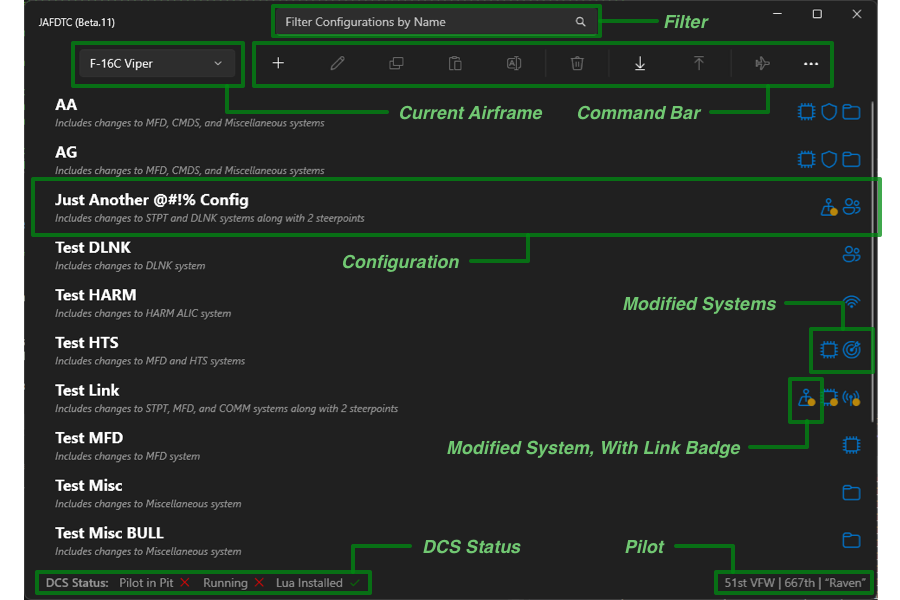 JAFDTC (Beta.11)
Filter Configurations by Name
Filter
F-16C Viper
Current Airframe
Command Bar
AA
Includes changes to MFD, CMDS, and Miscellaneous systems
AG
Includes changes to MFD, CMDS, and Miscellaneous systems
Just Another @#!% Config
Includes changes to STPT and DLNK systems along with 2 steerpoints
Configuration
Test DLNK
Includes changes to DLNK system
Test HARM
Includes changes to HARM ALIC system
Modified Systems
Test HTS
Includes changes to MFD and HTS systems
Test Link
Includes changes to STPT, MFD, and COMM systems along with 2 steerpoints
Modified System, With Link Badge
Test MFD
Includes changes to MFD system
Test Misc
Includes changes to Miscellaneous system
Test Misc BULL
Includes changes to Miscellaneous system
DCS Status
Pilot
DCS Status: Pilot in Pit Running Lua Installed
51st VFW | 667th | "Raven"